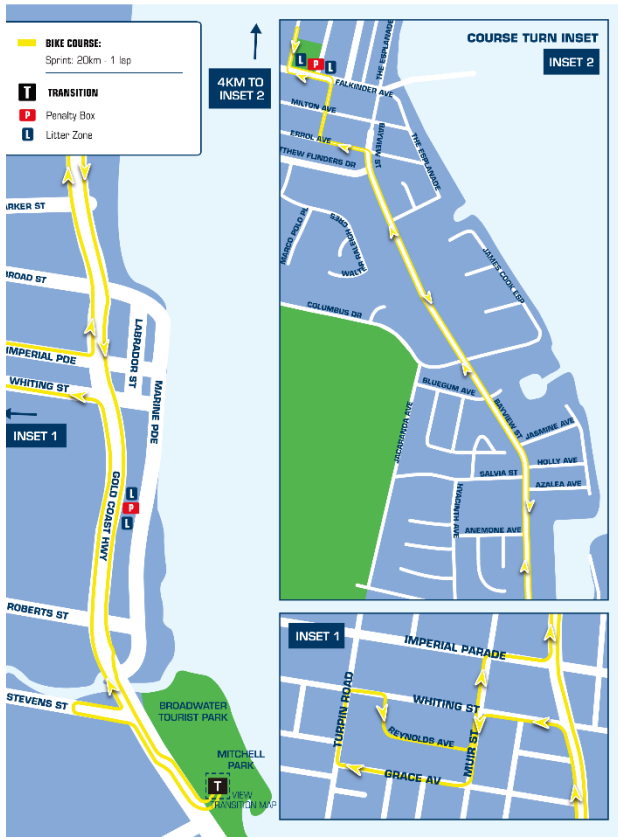 BIKE COURSE:
Sprint: 20km - 1 lap
T TRANSITION
P Penalty Box
L Litter Zone
4KM TO
INSET 2
ARKER ST
ROAD ST
LABRADOR ST
IMPERIAL PDE
WHITING ST
MARINE PDE
INSET 1
GOLD COAST HWY
L
P
L
ROBERTS ST
STEVENS ST
BROADWATER
TOURIST PARK
MITCHELL
PARK
T
VIEW
TRANSITION MAP
COURSE TURN INSET
INSET 2
L P L
THE ESPLANADE
FALKINDER AVE
MILTON AVE
BAYVIEW ST
ERROL AVE
THE ESPLANADE
TTHEW FLINDERS DR
MARCO POLO PL
WALTER RALEIGH CRES
JAMES COOK ESP
COLUMBUS DR
BLUEGUM AVE
BAYVIEW ST
JACARANDA AVE
JASMINE AVE
HOLLY AVE
SALVIA ST
AZALEA AVE
HYACINTH AVE
ANEMONE AVE
INSET 1
IMPERIAL PARADE
TURPIN ROAD
WHITING ST
REYNOLDS AVE
MUIR ST
GRACE AV